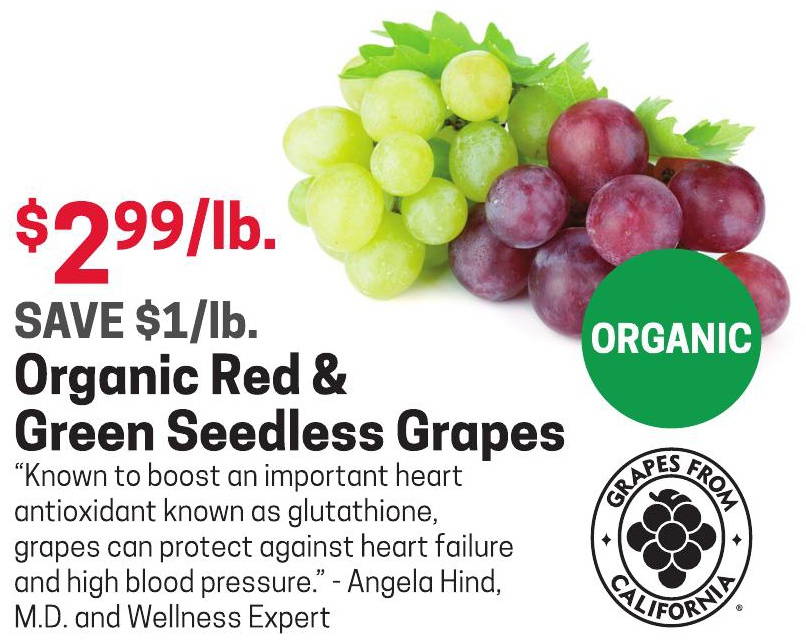 $2.99/lb.
SAVE $1/lb.
Organic Red &
Green Seedless Grapes
“Known to boost an important heart
antioxidant known as glutathione,
grapes can protect against heart failure
and high blood pressure.” - Angela Hind,
M.D. and Wellness Expert
ORGANIC
GRAPES FROM
CALIFORNIA
®